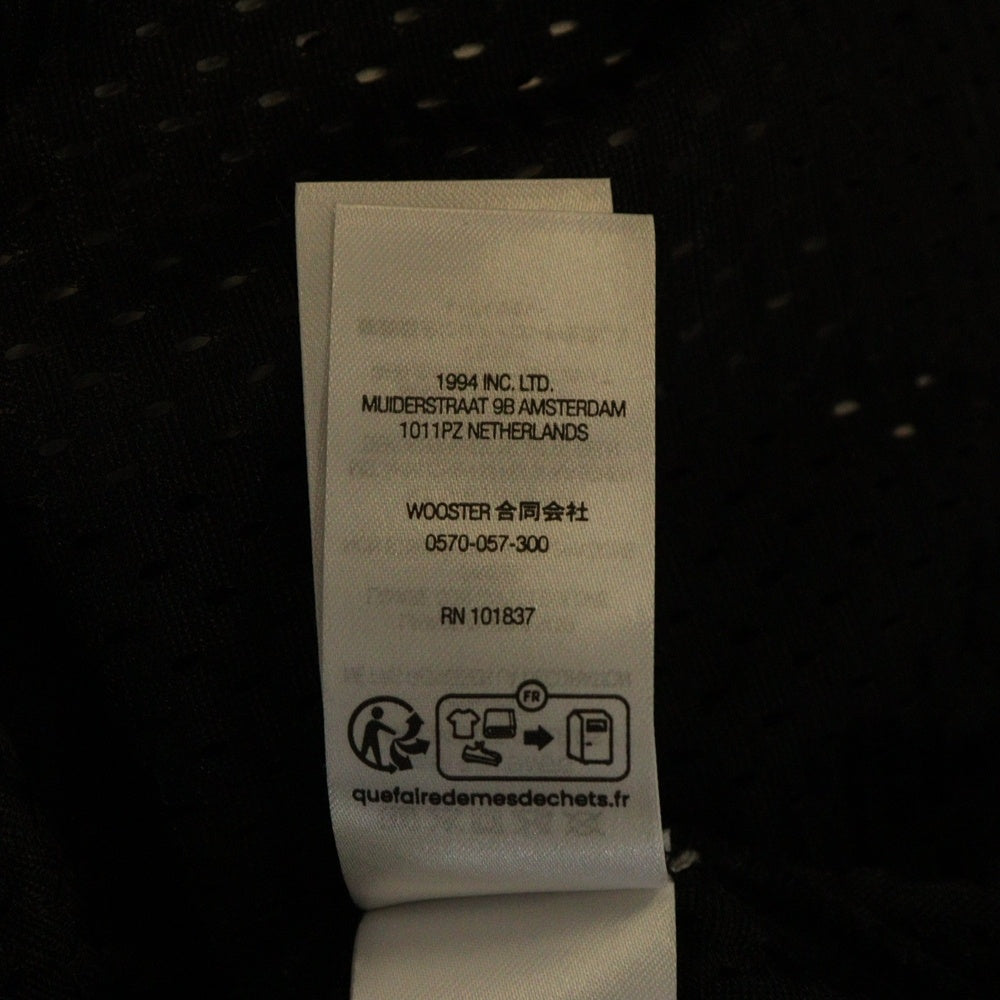 1994 INC. LTD.
MUIDERSTRAAT 9B AMSTERDAM
1011PZ NETHERLANDS
WOOSTER 合同会社
0570-057-300
RN 101837
FR
quefairedemesdechets.fr